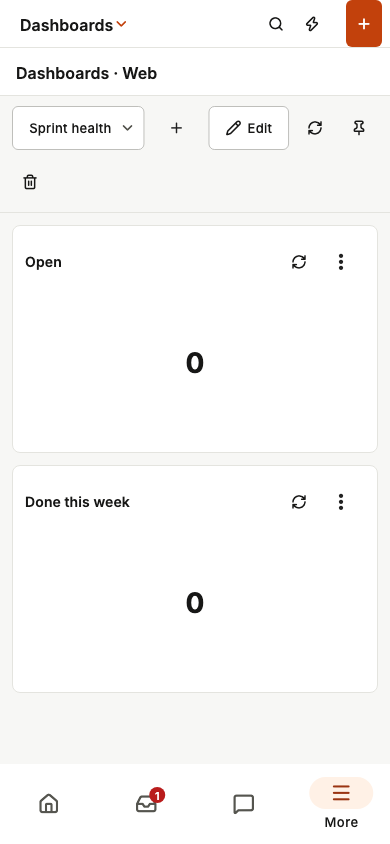 Dashboards
Dashboards · Web
Sprint health
Edit
Open
0
Done this week
0
1
More